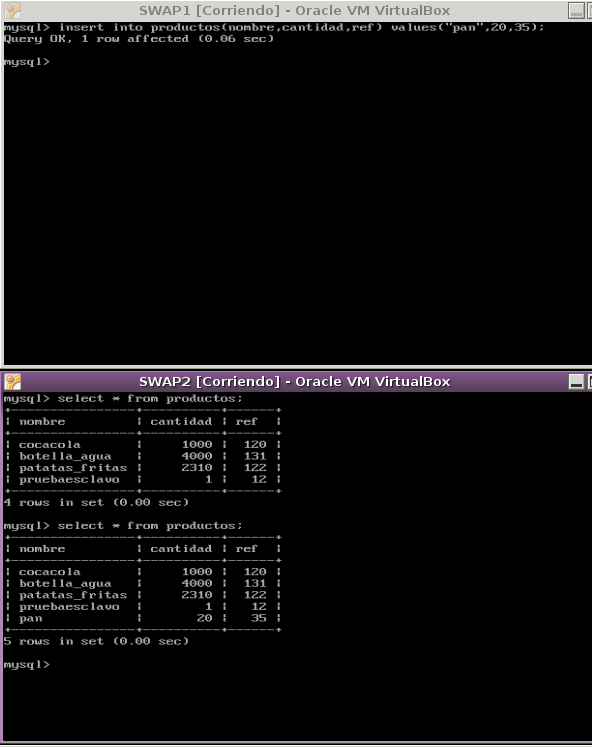 SWAP1 [Corriendo] - Oracle VM VirtualBox
mysql> insert into productos(nombre,cantidad,ref) values("pan",20,35);
Query OK, 1 row affected (0.06 sec)
mysql>
SWAP2 [Corriendo] - Oracle VM VirtualBox
mysql> select * from productos;
+----------------+----------+------+
| nombre         | cantidad | ref  |
+----------------+----------+------+
| cocacola       |     1000 |  120 |
| botella_agua   |     4000 |  131 |
| patatas_fritas |     2310 |  122 |
| pruebaesclavo  |        1 |   12 |
+----------------+----------+------+
4 rows in set (0.00 sec)
mysql> select * from productos;
+----------------+----------+------+
| nombre         | cantidad | ref  |
+----------------+----------+------+
| cocacola       |     1000 |  120 |
| botella_agua   |     4000 |  131 |
| patatas_fritas |     2310 |  122 |
| pruebaesclavo  |        1 |   12 |
| pan            |       20 |   35 |
+----------------+----------+------+
5 rows in set (0.00 sec)
mysql>